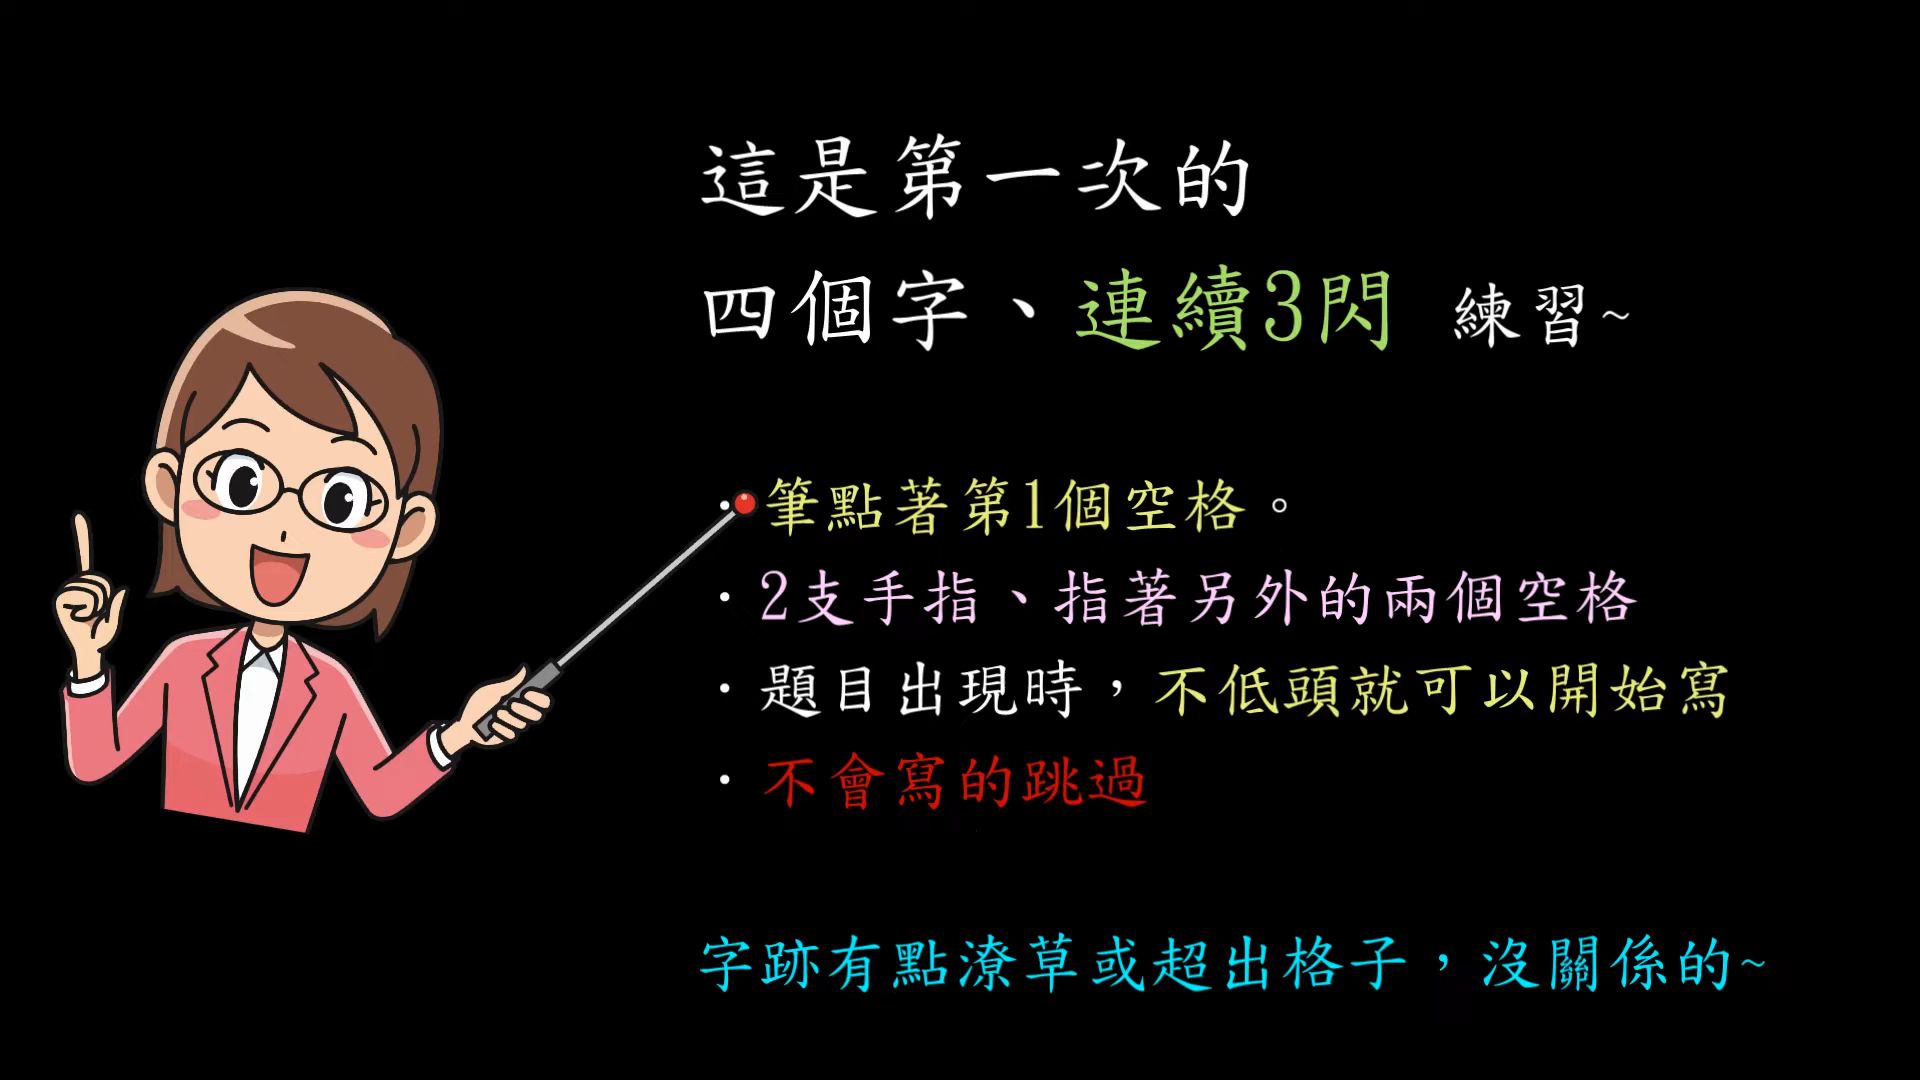 這是第一次的
四個字、連續3閃 練習~
·筆點著第1個空格。
·2支手指、指著另外的兩個空格
·題目出現時，不低頭就可以開始寫
·不會寫的跳過
字跡有點潦草或超出格子，沒關係的~